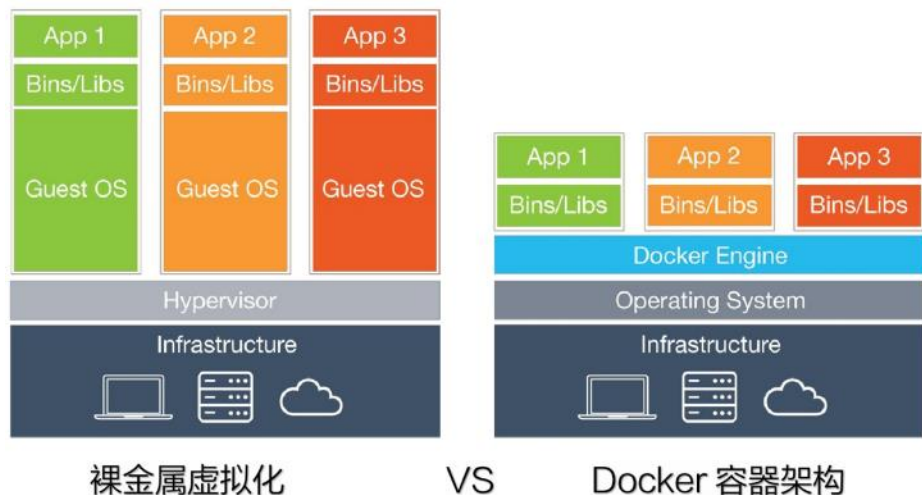 App 1
Bins/Libs
Guest OS
App 2
Bins/Libs
Guest OS
App 3
Bins/Libs
Guest OS
Hypervisor
Infrastructure
App 1
Bins/Libs
App 2
Bins/Libs
App 3
Bins/Libs
Docker Engine
Operating System
Infrastructure
裸金属虚拟化 VS Docker 容器架构